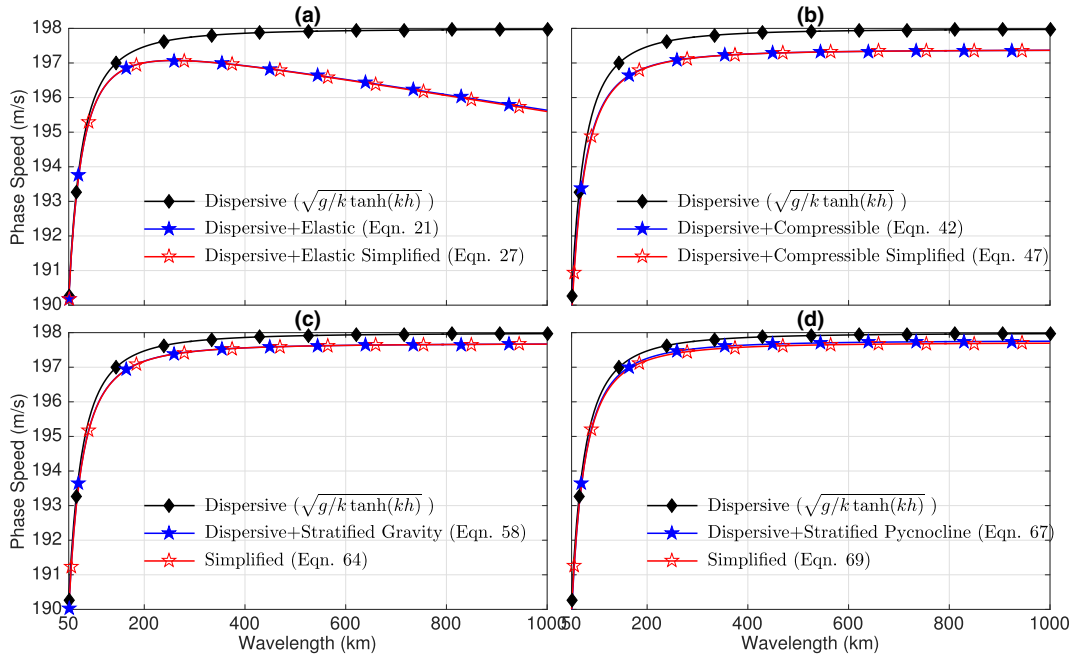 (a)
198
197
196
195
194
193
192
191
190
Phase Speed (m/s)
Dispersive (√g/k tanh(kh) )
Dispersive+Elastic (Eqn. 21)
Dispersive+Elastic Simplified (Eqn. 27)
(b)
Dispersive (√g/k tanh(kh) )
Dispersive+Compressible (Eqn. 42)
Dispersive+Compressible Simplified (Eqn. 47)
(c)
198
197
196
195
194
193
192
191
190
Phase Speed (m/s)
Dispersive (√g/k tanh(kh) )
Dispersive+Stratified Gravity (Eqn. 58)
Simplified (Eqn. 64)
50 200 400 600 800 1000
Wavelength (km)
(d)
Dispersive (√g/k tanh(kh) )
Dispersive+Stratified Pycnocline (Eqn. 67)
Simplified (Eqn. 69)
50 200 400 600 800 1000
Wavelength (km)